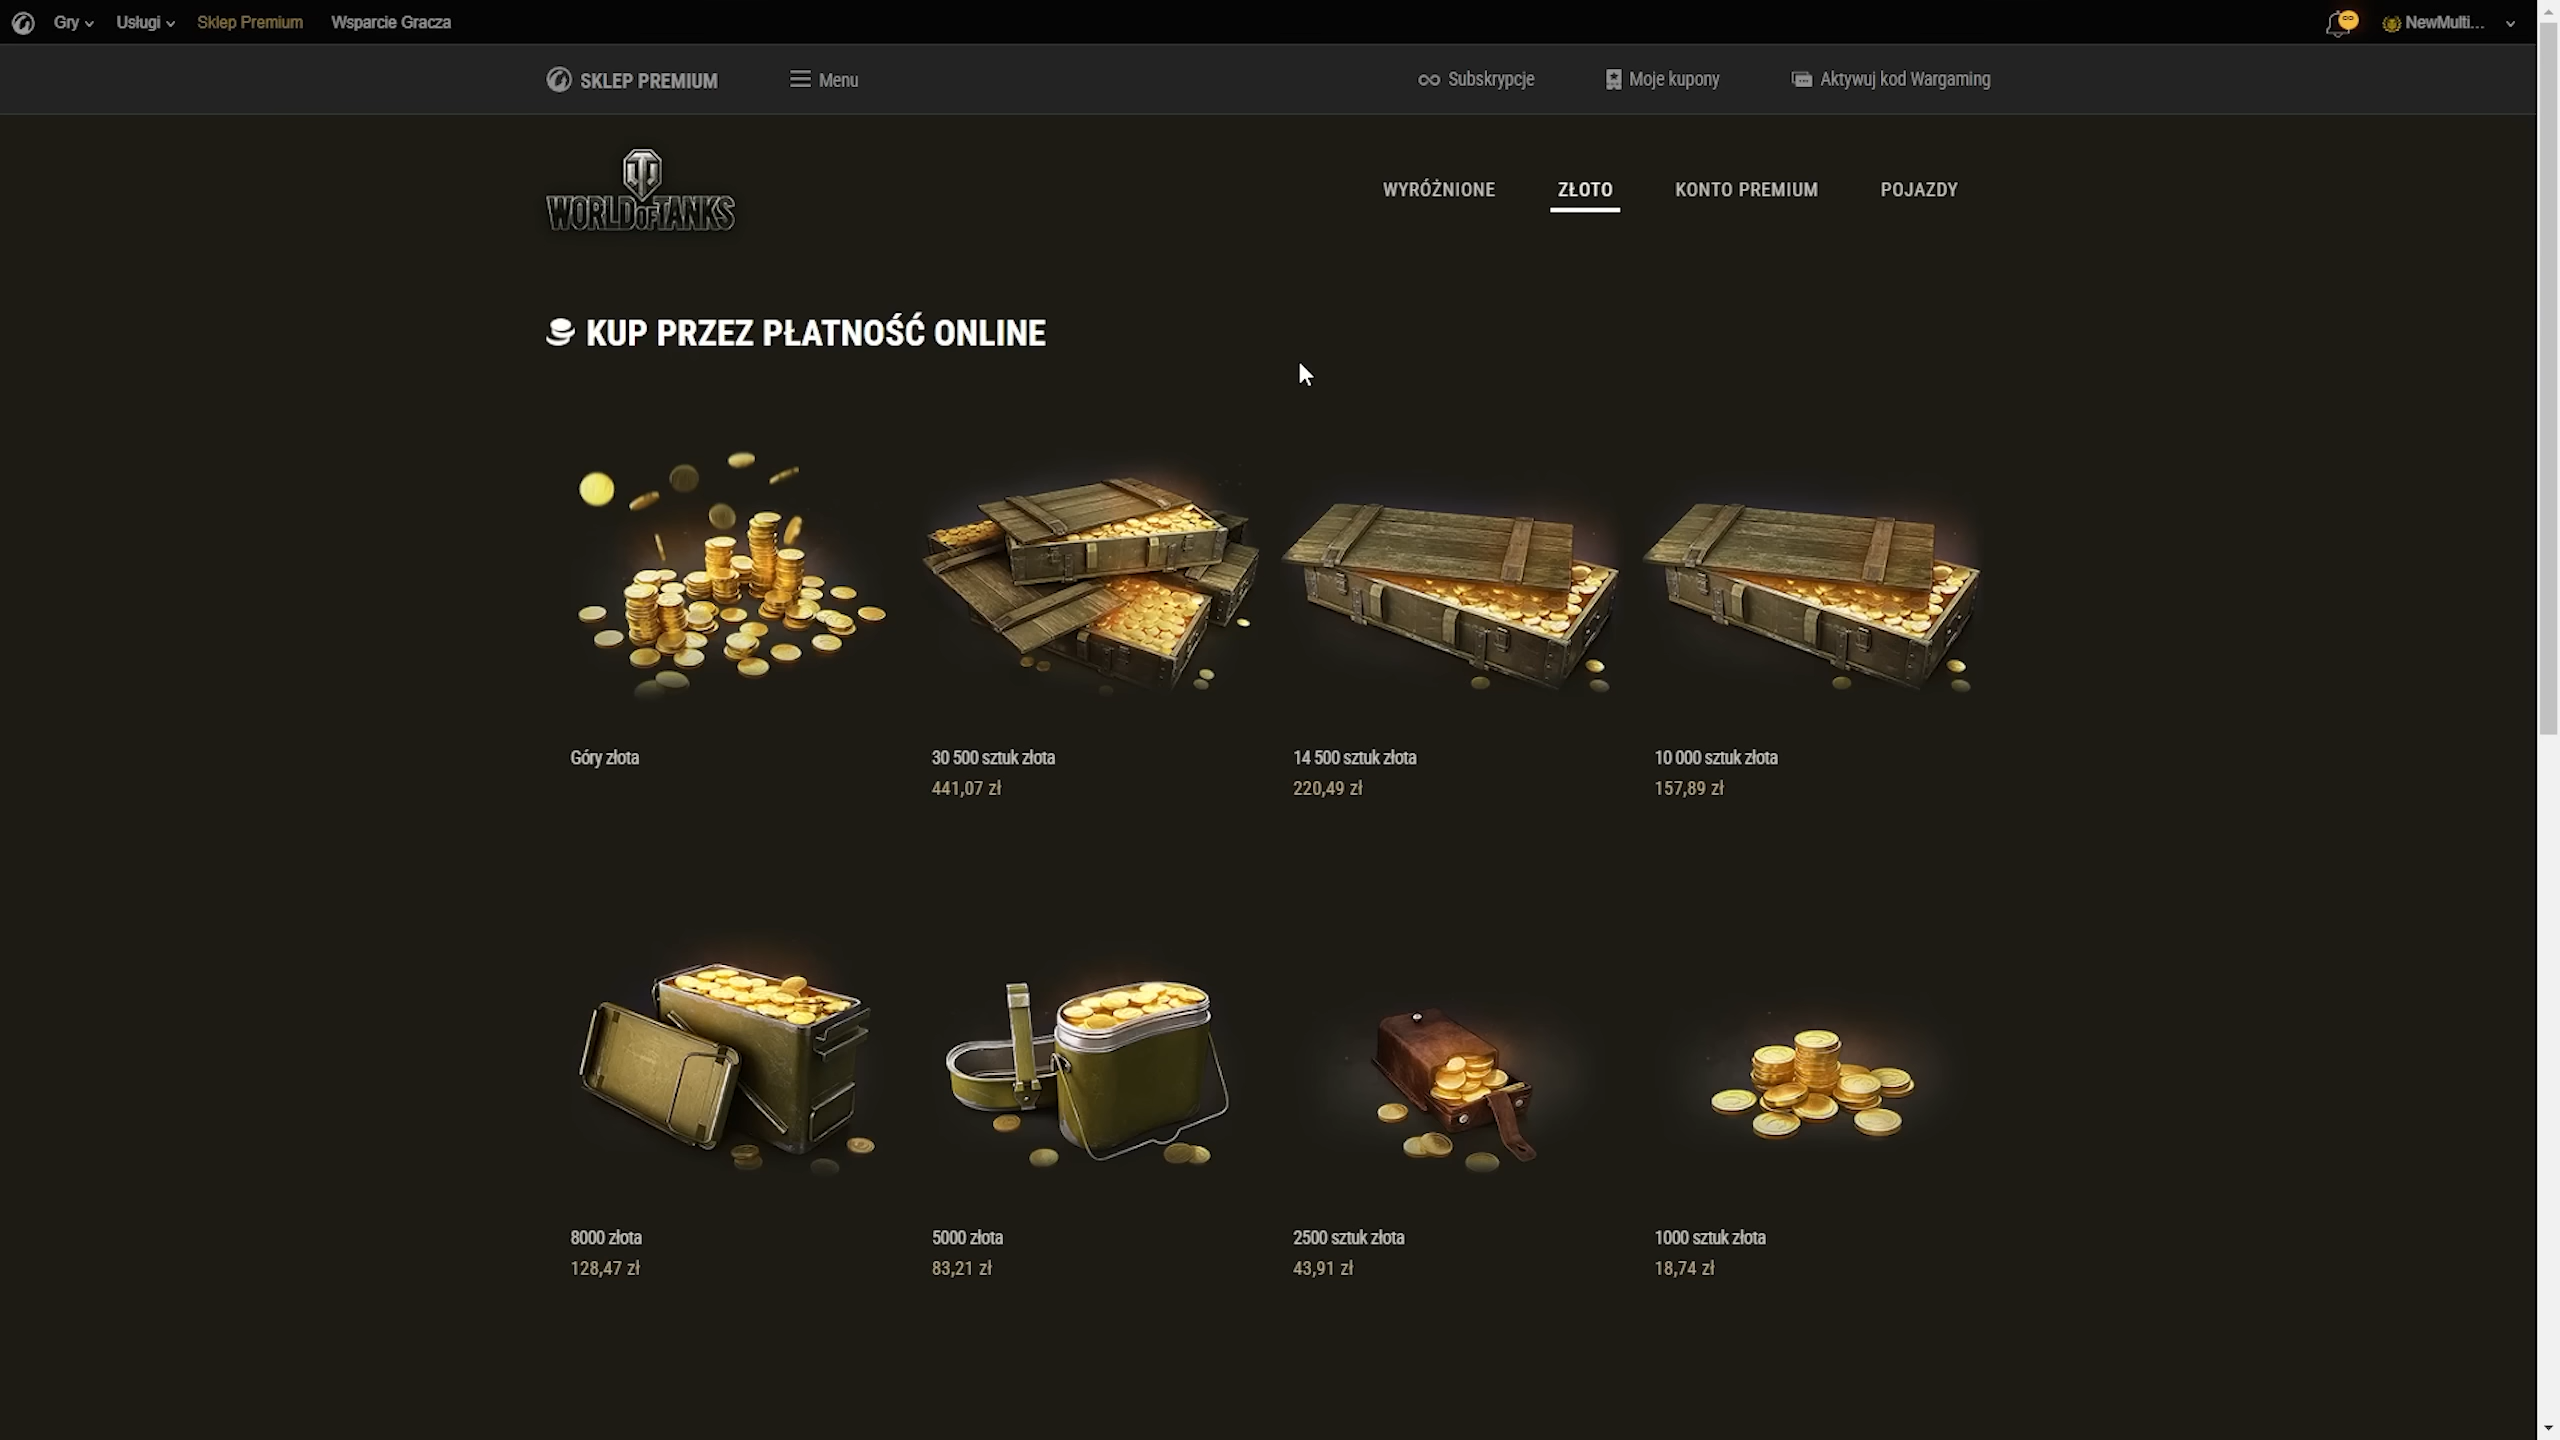 Gry Usługi Sklep Premium Wsparcie Gracza NewMulti...
SKLEP PREMIUM Menu Subskrypcje Moje kupony Aktywuj kod Wargaming
WORLD OF TANKS
WYRÓŻNIONE ZŁOTO KONTO PREMIUM POJAZDY
KUP PRZEZ PŁATNOŚĆ ONLINE
Góry złota
30 500 sztuk złota
441,07 zł
14 500 sztuk złota
220,49 zł
10 000 sztuk złota
157,89 zł
8000 złota
128,47 zł
5000 złota
83,21 zł
2500 sztuk złota
43,91 zł
1000 sztuk złota
18,74 zł